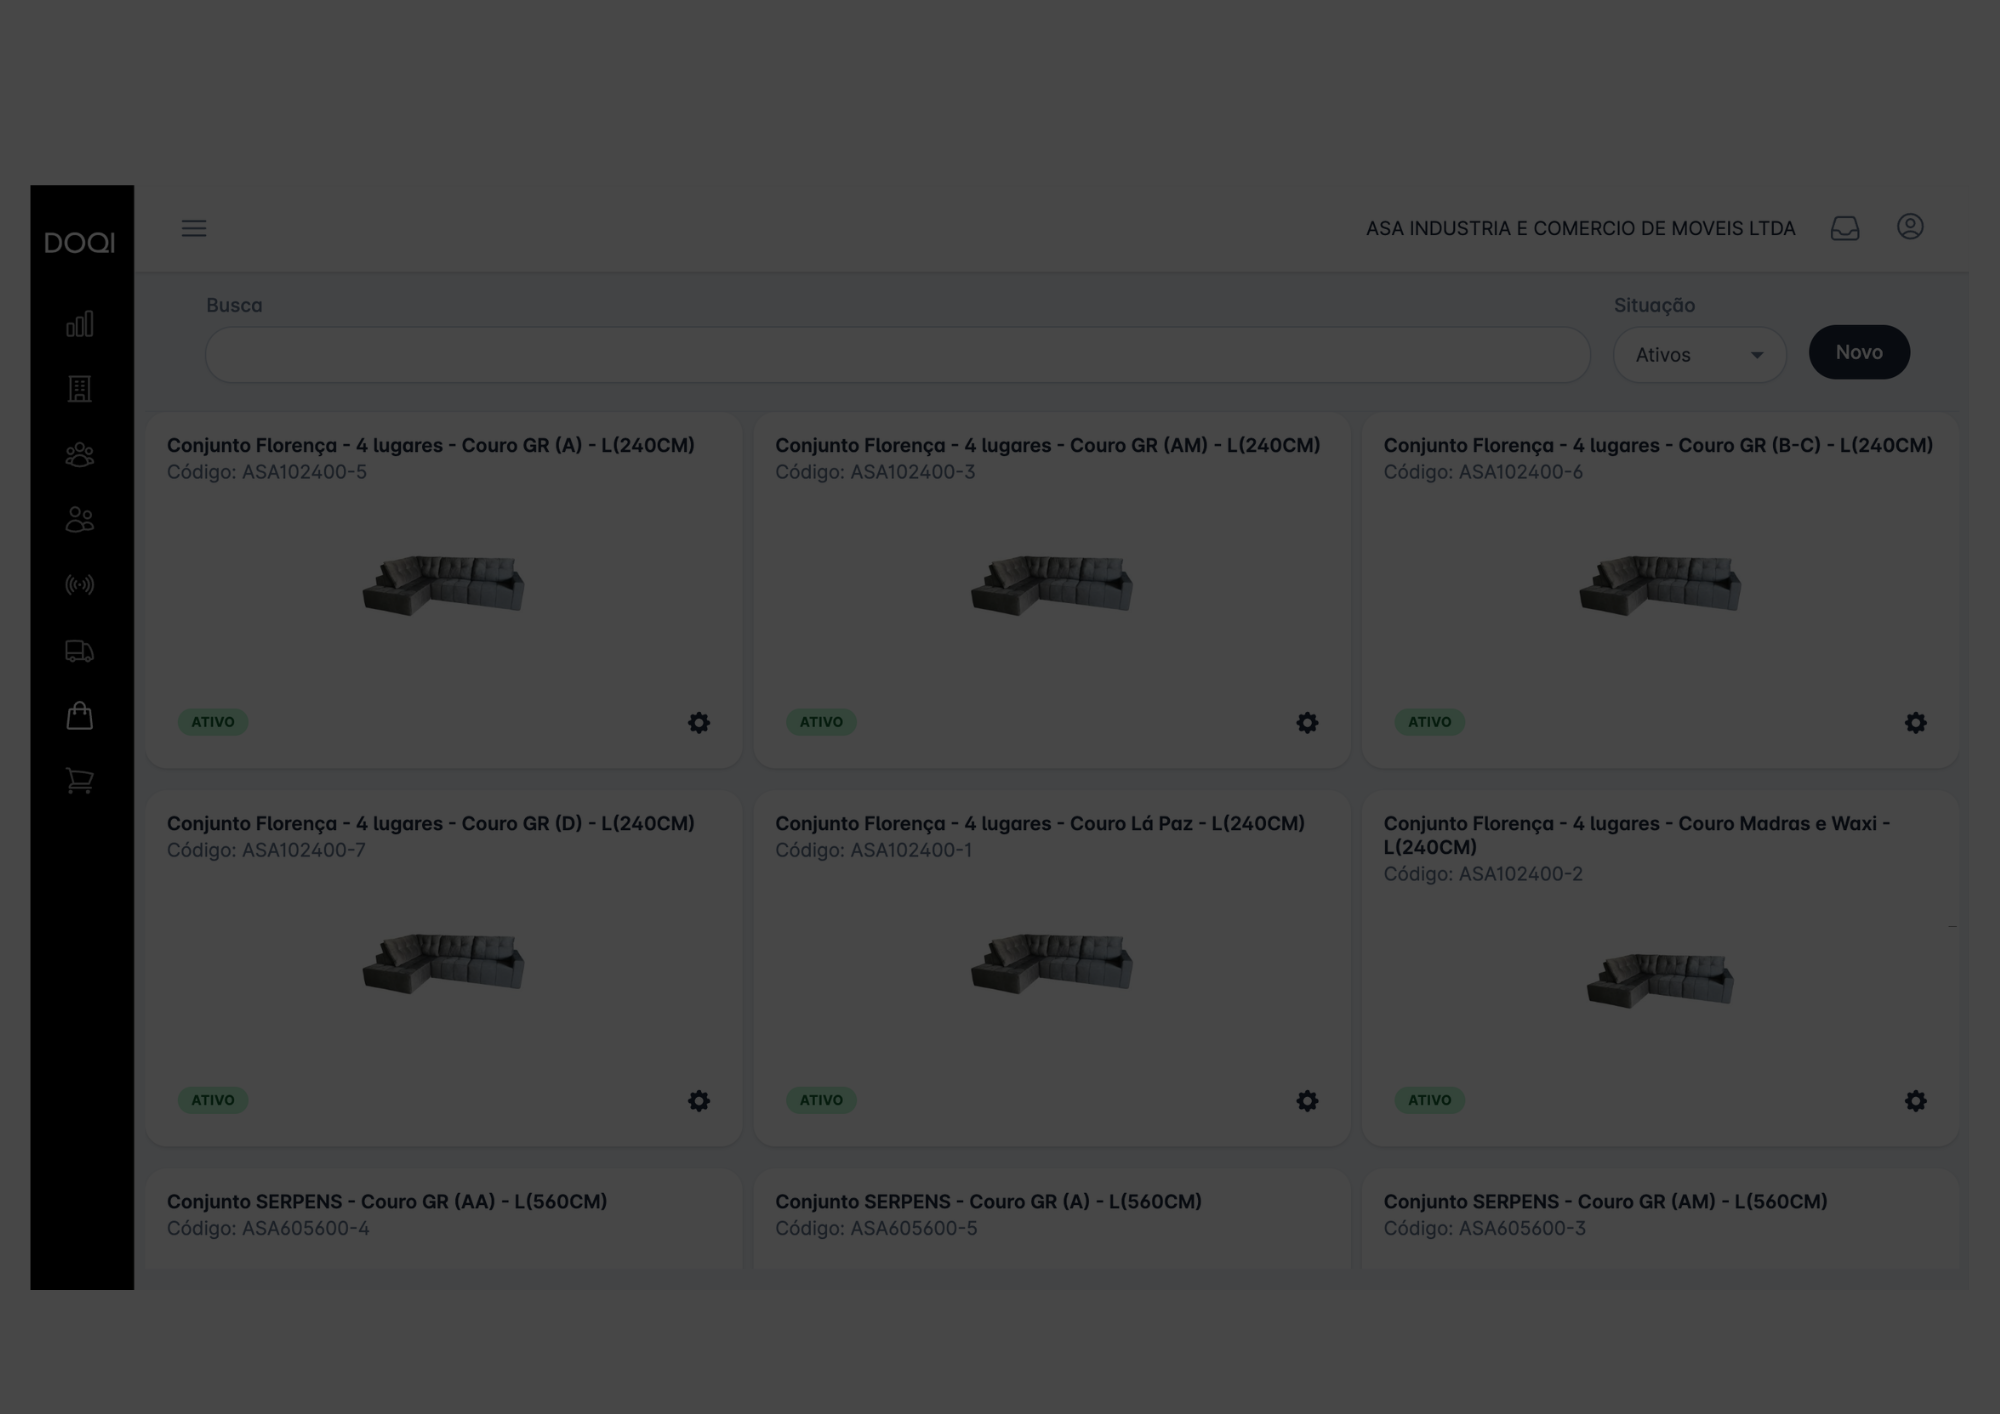 DOQI
ASA INDUSTRIA E COMERCIO DE MOVEIS LTDA
Busca
Situação
Ativos
Novo
Conjunto Florença - 4 lugares - Couro GR (A) - L(240CM)
Código: ASA102400-5
ATIVO
Conjunto Florença - 4 lugares - Couro GR (AM) - L(240CM)
Código: ASA102400-3
ATIVO
Conjunto Florença - 4 lugares - Couro GR (B-C) - L(240CM)
Código: ASA102400-6
ATIVO
Conjunto Florença - 4 lugares - Couro GR (D) - L(240CM)
Código: ASA102400-7
ATIVO
Conjunto Florença - 4 lugares - Couro Lá Paz - L(240CM)
Código: ASA102400-1
ATIVO
Conjunto Florença - 4 lugares - Couro Madras e Waxi -
L(240CM)
Código: ASA102400-2
ATIVO
Conjunto SERPENS - Couro GR (AA) - L(560CM)
Código: ASA605600-4
Conjunto SERPENS - Couro GR (A) - L(560CM)
Código: ASA605600-5
Conjunto SERPENS - Couro GR (AM) - L(560CM)
Código: ASA605600-3